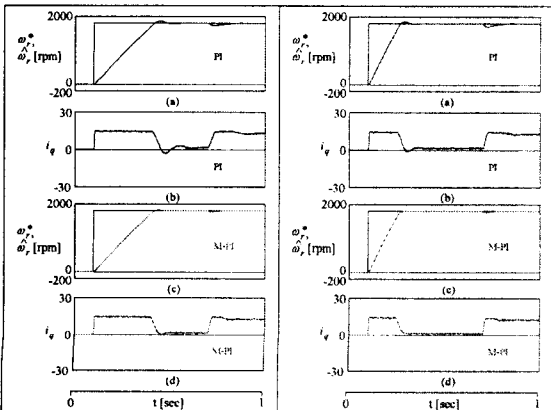 2000
ω*r,
ω̂r [rpm]
0
-200
PI
(a)
30
iq
0
-30
PI
(b)
2000
ω*r,
ω̂r [rpm]
0
-200
M-PI
(c)
30
iq
0
-30
M-PI
(d)
0 t [sec] 1
2000
ω*r,
ω̂r [rpm]
0
-200
PI
(a)
30
iq
0
-30
PI
(b)
2000
ω*r,
ω̂r [rpm]
0
-200
M-PI
(c)
30
iq
0
-30
M-PI
(d)
0 t [sec] 1